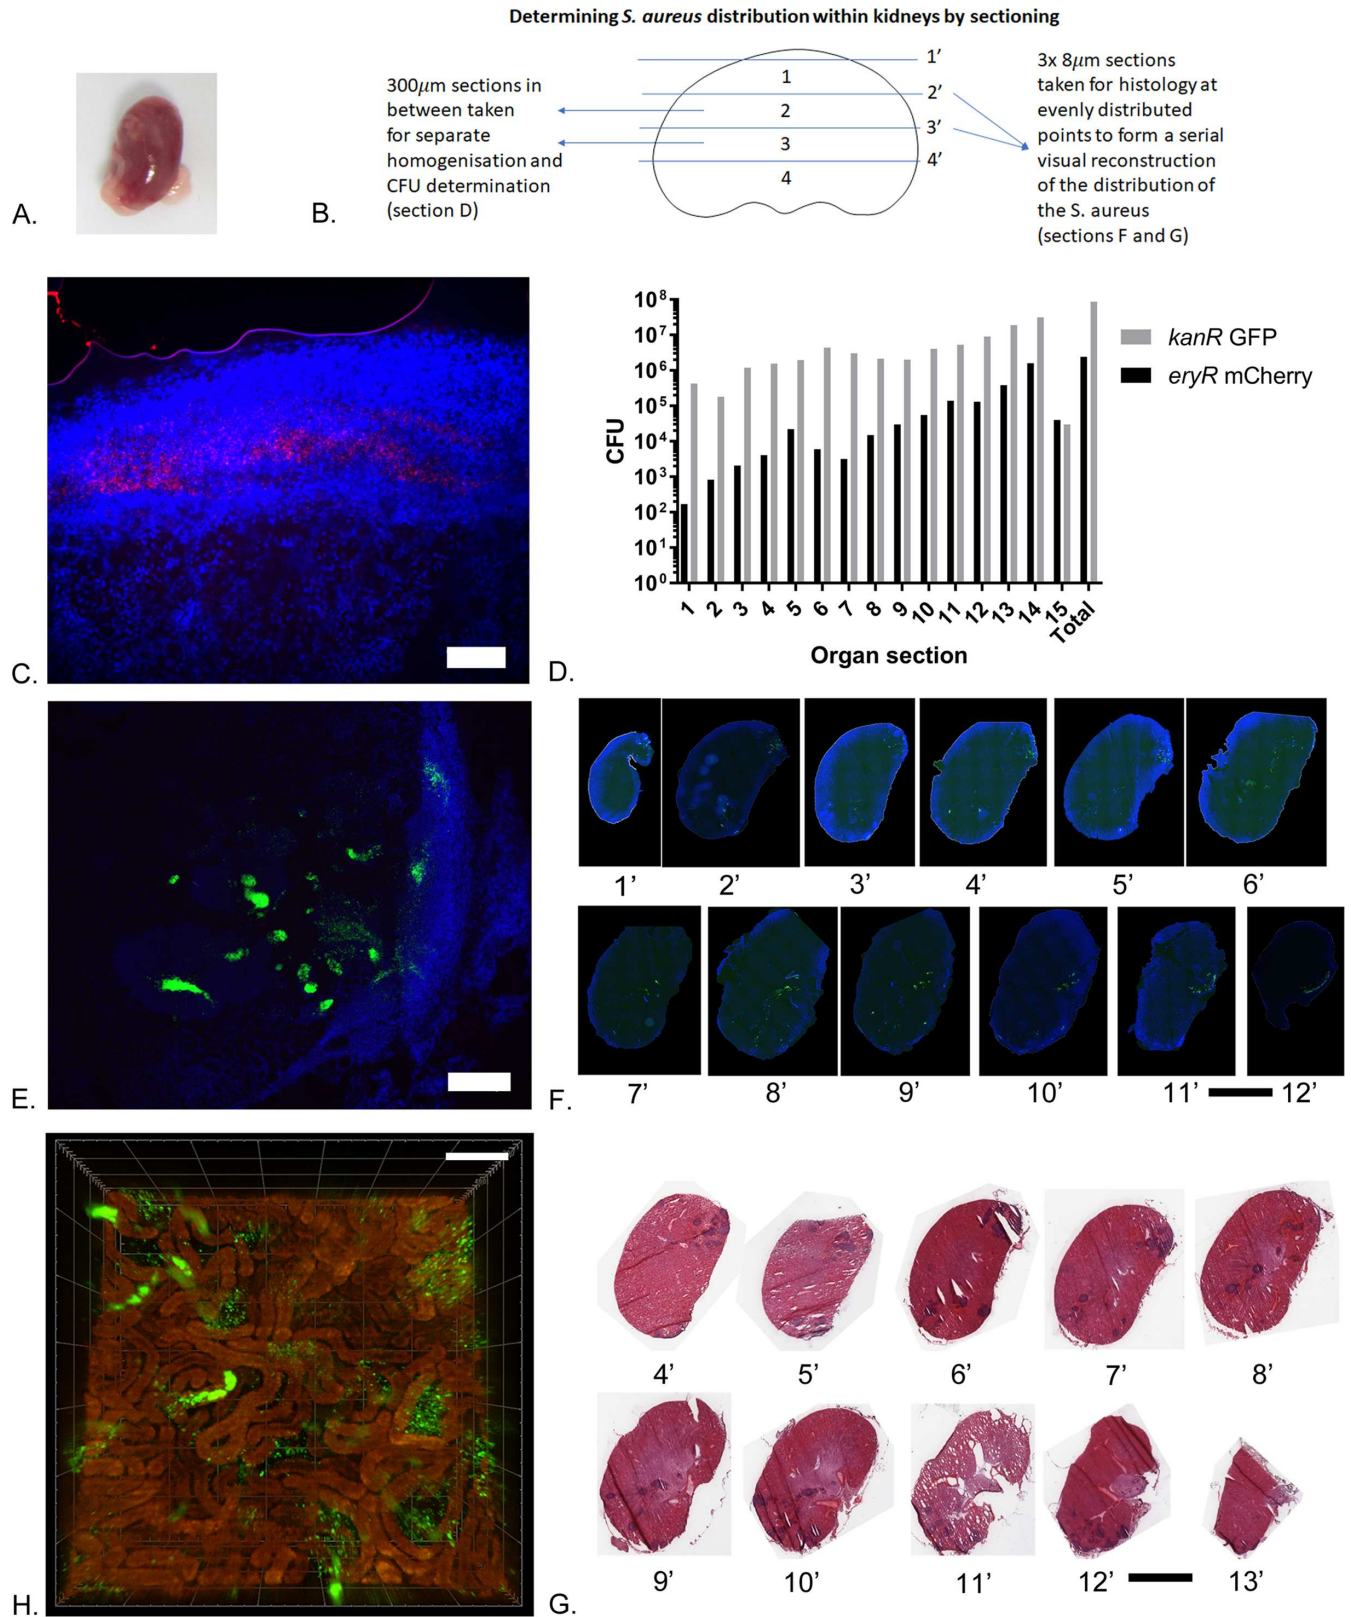 Determining S. aureus distribution within kidneys by sectioning
A.
B.
300μm sections in
between taken
for separate
homogenisation and
CFU determination
(section D)
1
2
3
4
1’
2’
3’
4’
3x 8μm sections
taken for histology at
evenly distributed
points to form a serial
visual reconstruction
of the distribution of
the S. aureus
(sections F and G)
C.
D.
CFU
10⁸
10⁷
10⁶
10⁵
10⁴
10³
10²
10¹
10⁰
1 2 3 4 5 6 7 8 9 10 11 12 13 14 15 Total
Organ section
kanR GFP
eryR mCherry
E.
F.
1’ 2’ 3’ 4’ 5’ 6’
7’ 8’ 9’ 10’ 11’ 12’
H.
G.
4’ 5’ 6’ 7’ 8’
9’ 10’ 11’ 12’ 13’